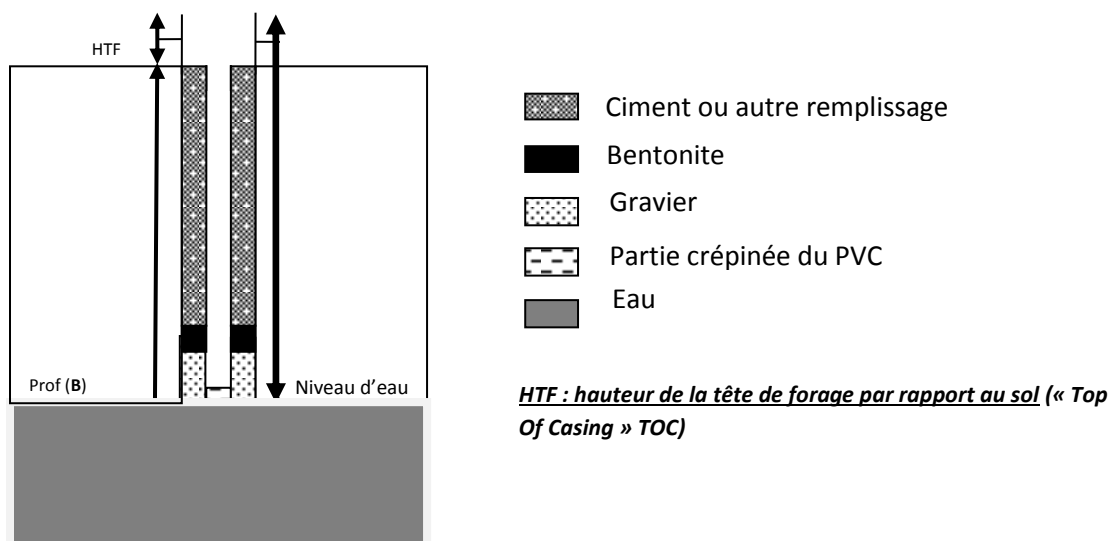 HTF
Prof (B)
Niveau d'eau
Ciment ou autre remplissage
Bentonite
Gravier
Partie crépinée du PVC
Eau
HTF : hauteur de la tête de forage par rapport au sol (« Top
Of Casing » TOC)